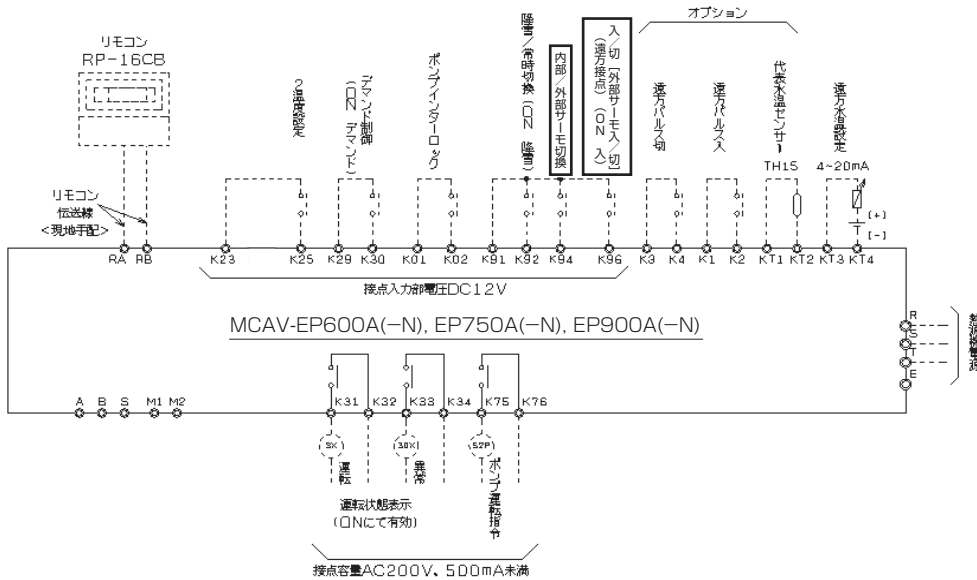 オプション
リモコン
RP-16CB
2温度設定
デマンド制御
(ON デマンド)
ポンプインターロック
降雪/常時切換(ON 降雪)
内部/外部サーモ切換
入/切[外部サーモ入/切]
(遠方接点)(ON 入)
遠方パルス切
遠方パルス入
代表水温センサー
遠方水温設定
TH15
4~20mA
(+)
(-)
リモコン
伝送線
<現地手配>
RA RB K23 K25 K29 K30 K01 K02 K91 K92 K94 K96 K3 K4 K1 K2 KT1 KT2 KT3 KT4
接点入力部電圧DC12V
MCAV-EP600A(-N), EP750A(-N), EP900A(-N)
R
S
T
E
熱源機電源
A B S M1 M2
K31 K32 K33 K34 K75 K76
52P
運転
異常
ポンプ運転指令
運転状態表示
(ONにて有効)
接点容量AC200V、500mA未満